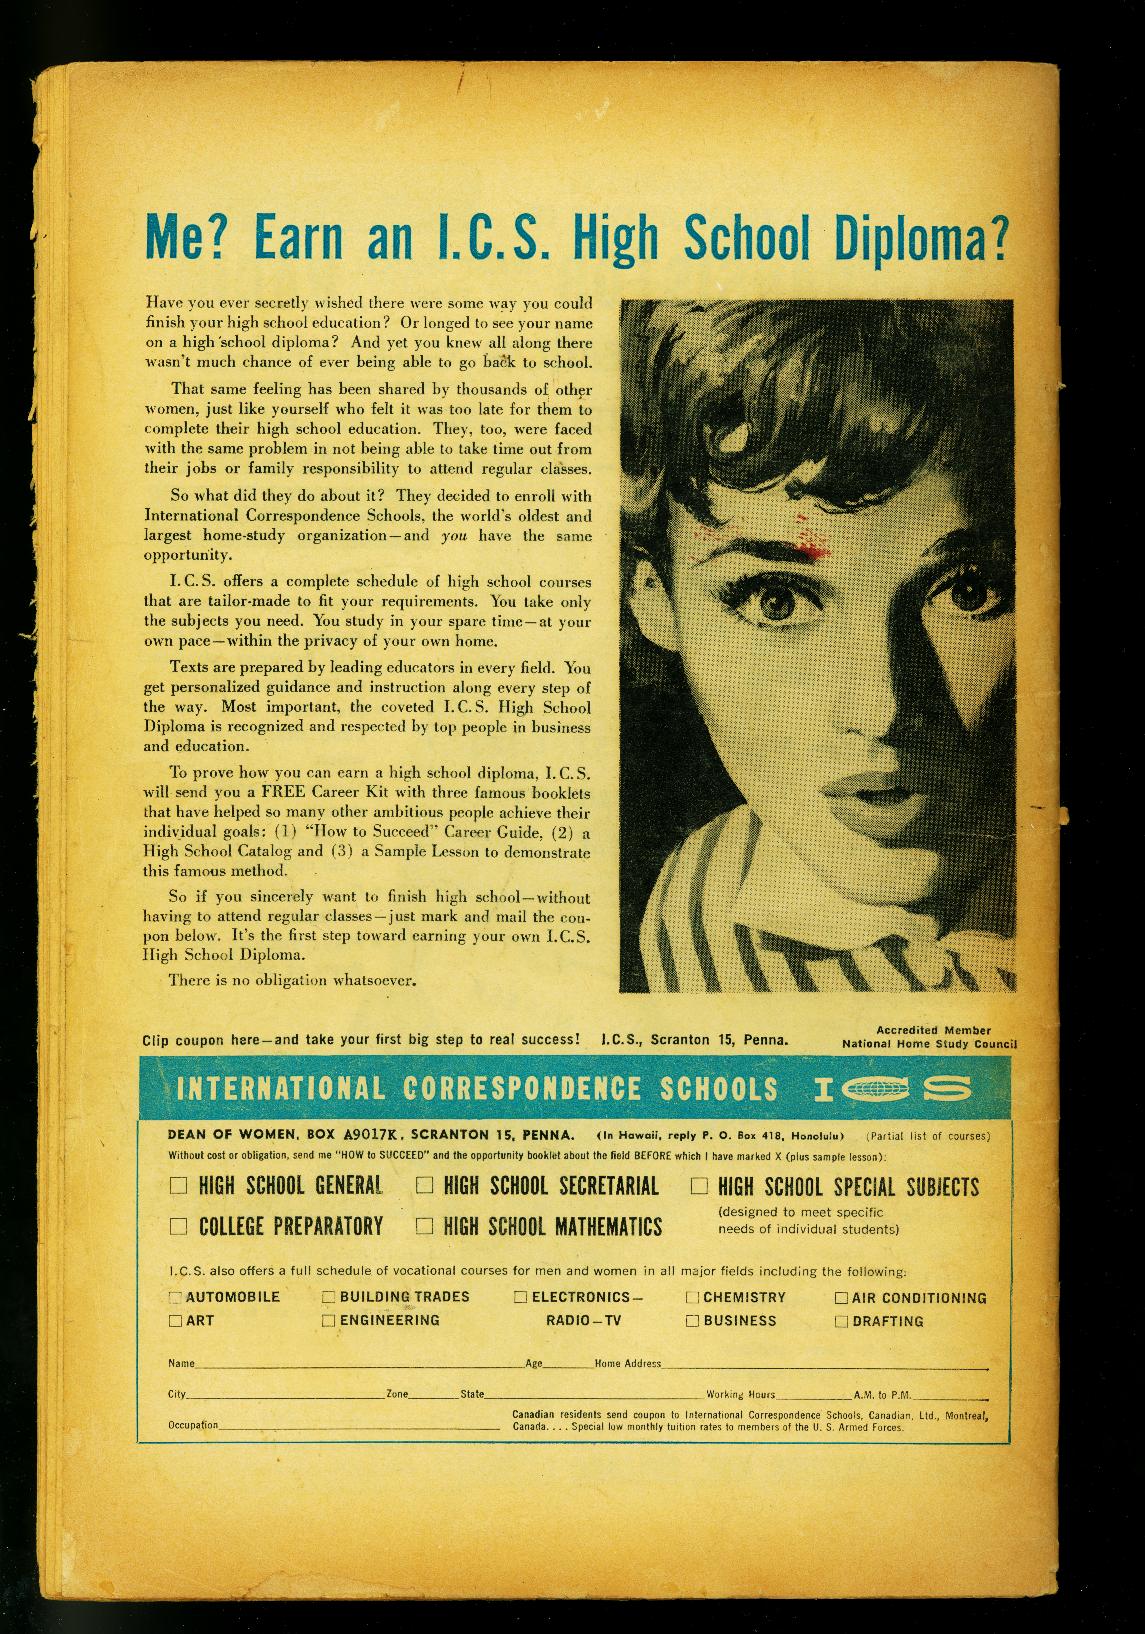 Me? Earn an I.C.S. High School Diploma?
Have you ever secretly wished there were some way you could
finish your high school education? Or longed to see your name
on a high school diploma? And yet you knew all along there
wasn't much chance of ever being able to go back to school.
That same feeling has been shared by thousands of other
women, just like yourself who felt it was too late for them to
complete their high school education. They, too, were faced
with the same problem in not being able to take time out from
their jobs or family responsibility to attend regular classes.
So what did they do about it? They decided to enroll with
International Correspondence Schools, the world's oldest and
largest home-study organization—and you have the same
opportunity.
I.C.S. offers a complete schedule of high school courses
that are tailor-made to fit your requirements. You take only
the subjects you need. You study in your spare time—at your
own pace—within the privacy of your own home.
Texts are prepared by leading educators in every field. You
get personalized guidance and instruction along every step of
the way. Most important, the coveted I.C.S. High School
Diploma is recognized and respected by top people in business
and education.
To prove how you can earn a high school diploma, I.C.S.
will send you a FREE Career Kit with three famous booklets
that have helped so many other ambitious people achieve their
individual goals: (1) "How to Succeed" Career Guide, (2) a
High School Catalog and (3) a Sample Lesson to demonstrate
this famous method.
So if you sincerely want to finish high school—without
having to attend regular classes—just mark and mail the cou-
pon below. It's the first step toward earning your own I.C.S.
High School Diploma.
There is no obligation whatsoever.
Clip coupon here—and take your first big step to real success! I.C.S., Scranton 15, Penna.
Accredited Member
National Home Study Council
INTERNATIONAL CORRESPONDENCE SCHOOLS ICS
DEAN OF WOMEN, BOX A9017K, SCRANTON 15, PENNA. (In Hawaii, reply P. O. Box 418, Honolulu) (Partial list of courses)
Without cost or obligation, send me "HOW to SUCCEED" and the opportunity booklet about the field BEFORE which I have marked X (plus sample lesson):
HIGH SCHOOL GENERAL HIGH SCHOOL SECRETARIAL HIGH SCHOOL SPECIAL SUBJECTS
(designed to meet specific
COLLEGE PREPARATORY HIGH SCHOOL MATHEMATICS needs of individual students)
I.C.S. also offers a full schedule of vocational courses for men and women in all major fields including the following:
AUTOMOBILE BUILDING TRADES ELECTRONICS— CHEMISTRY AIR CONDITIONING
ART ENGINEERING RADIO—TV BUSINESS DRAFTING
Name Age Home Address
City Zone State Working Hours A.M. to P.M.
Canadian residents send coupon to International Correspondence Schools, Canadian, Ltd., Montreal,
Occupation Canada. . . . Special low monthly tuition rates to members of the U. S. Armed Forces.